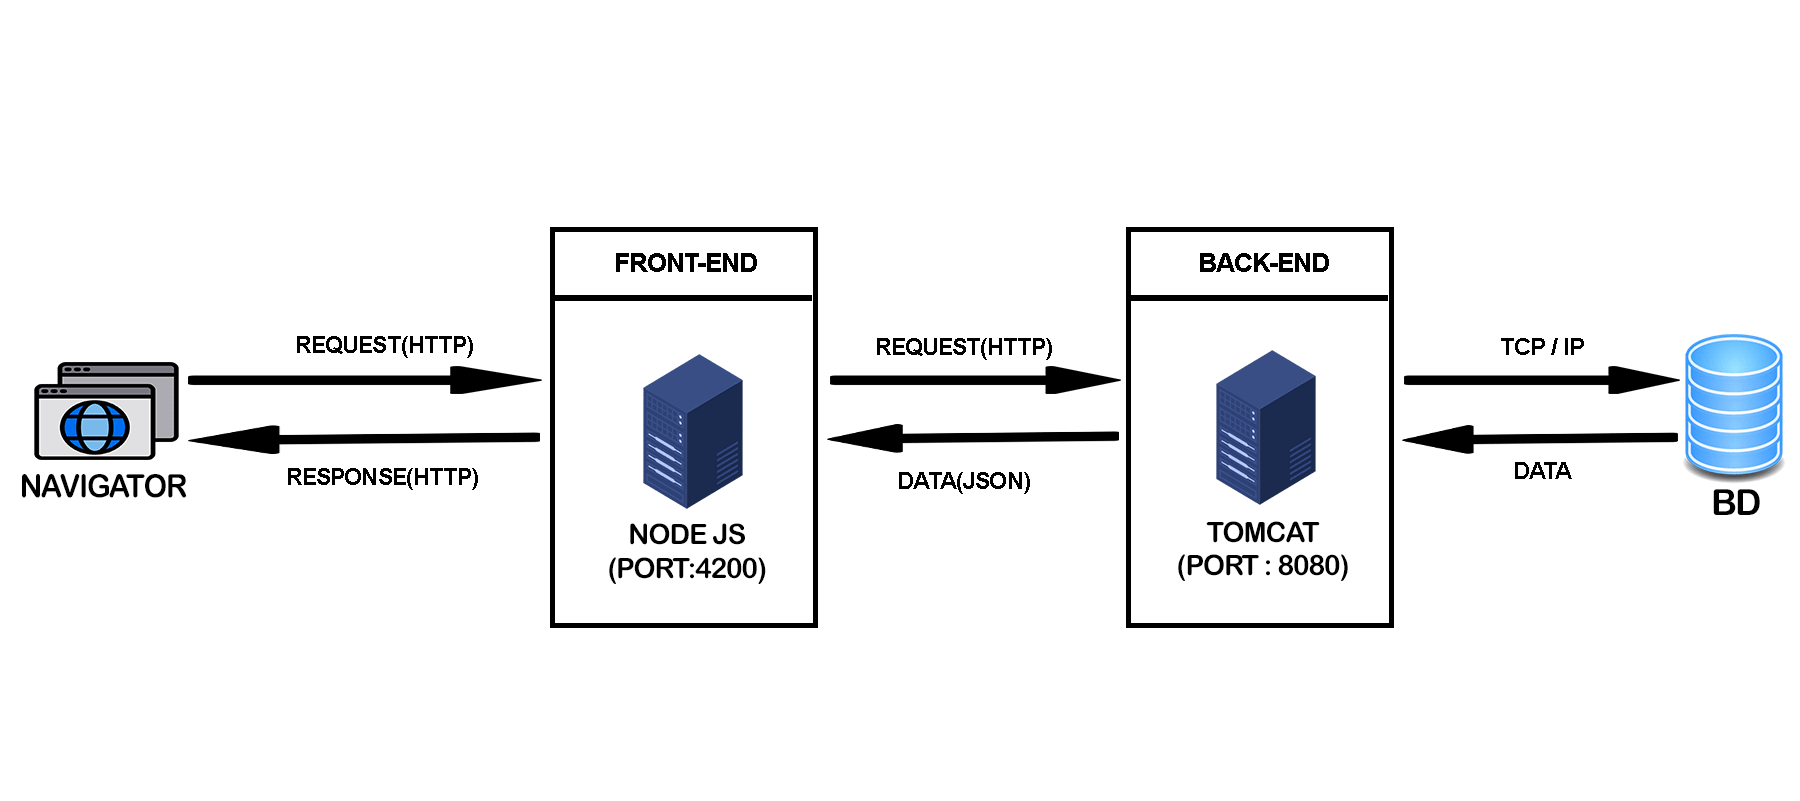 FRONT-END
BACK-END
REQUEST(HTTP)
REQUEST(HTTP)
TCP / IP
RESPONSE(HTTP)
DATA(JSON)
DATA
NAVIGATOR
BD
NODE JS
(PORT:4200)
TOMCAT
(PORT : 8080)